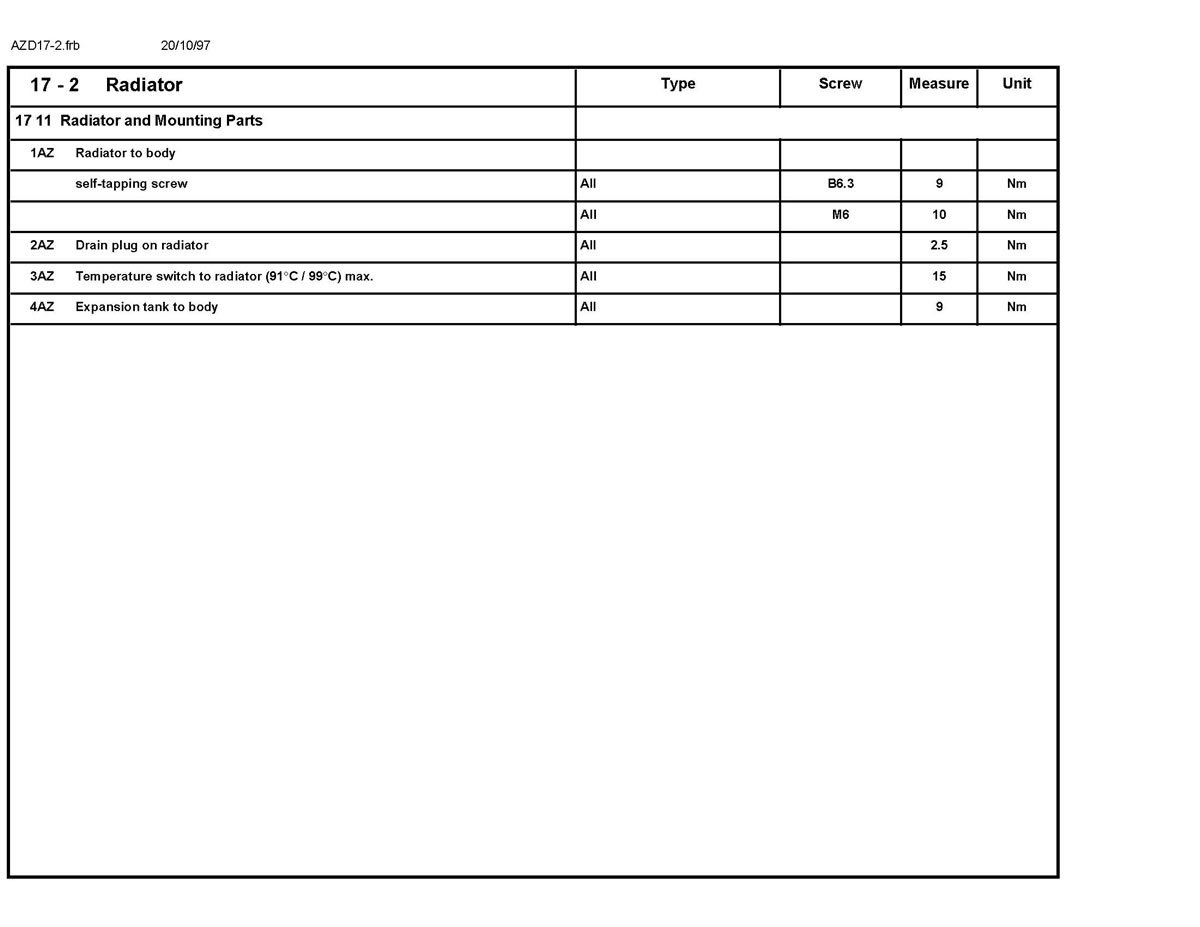 AZD17-2.frb 20/10/97
17 - 2 Radiator Type Screw Measure Unit
17 11 Radiator and Mounting Parts
1AZ Radiator to body
self-tapping screw All B6.3 9 Nm
All M6 10 Nm
2AZ Drain plug on radiator All 2.5 Nm
3AZ Temperature switch to radiator (91°C / 99°C) max. All 15 Nm
4AZ Expansion tank to body All 9 Nm